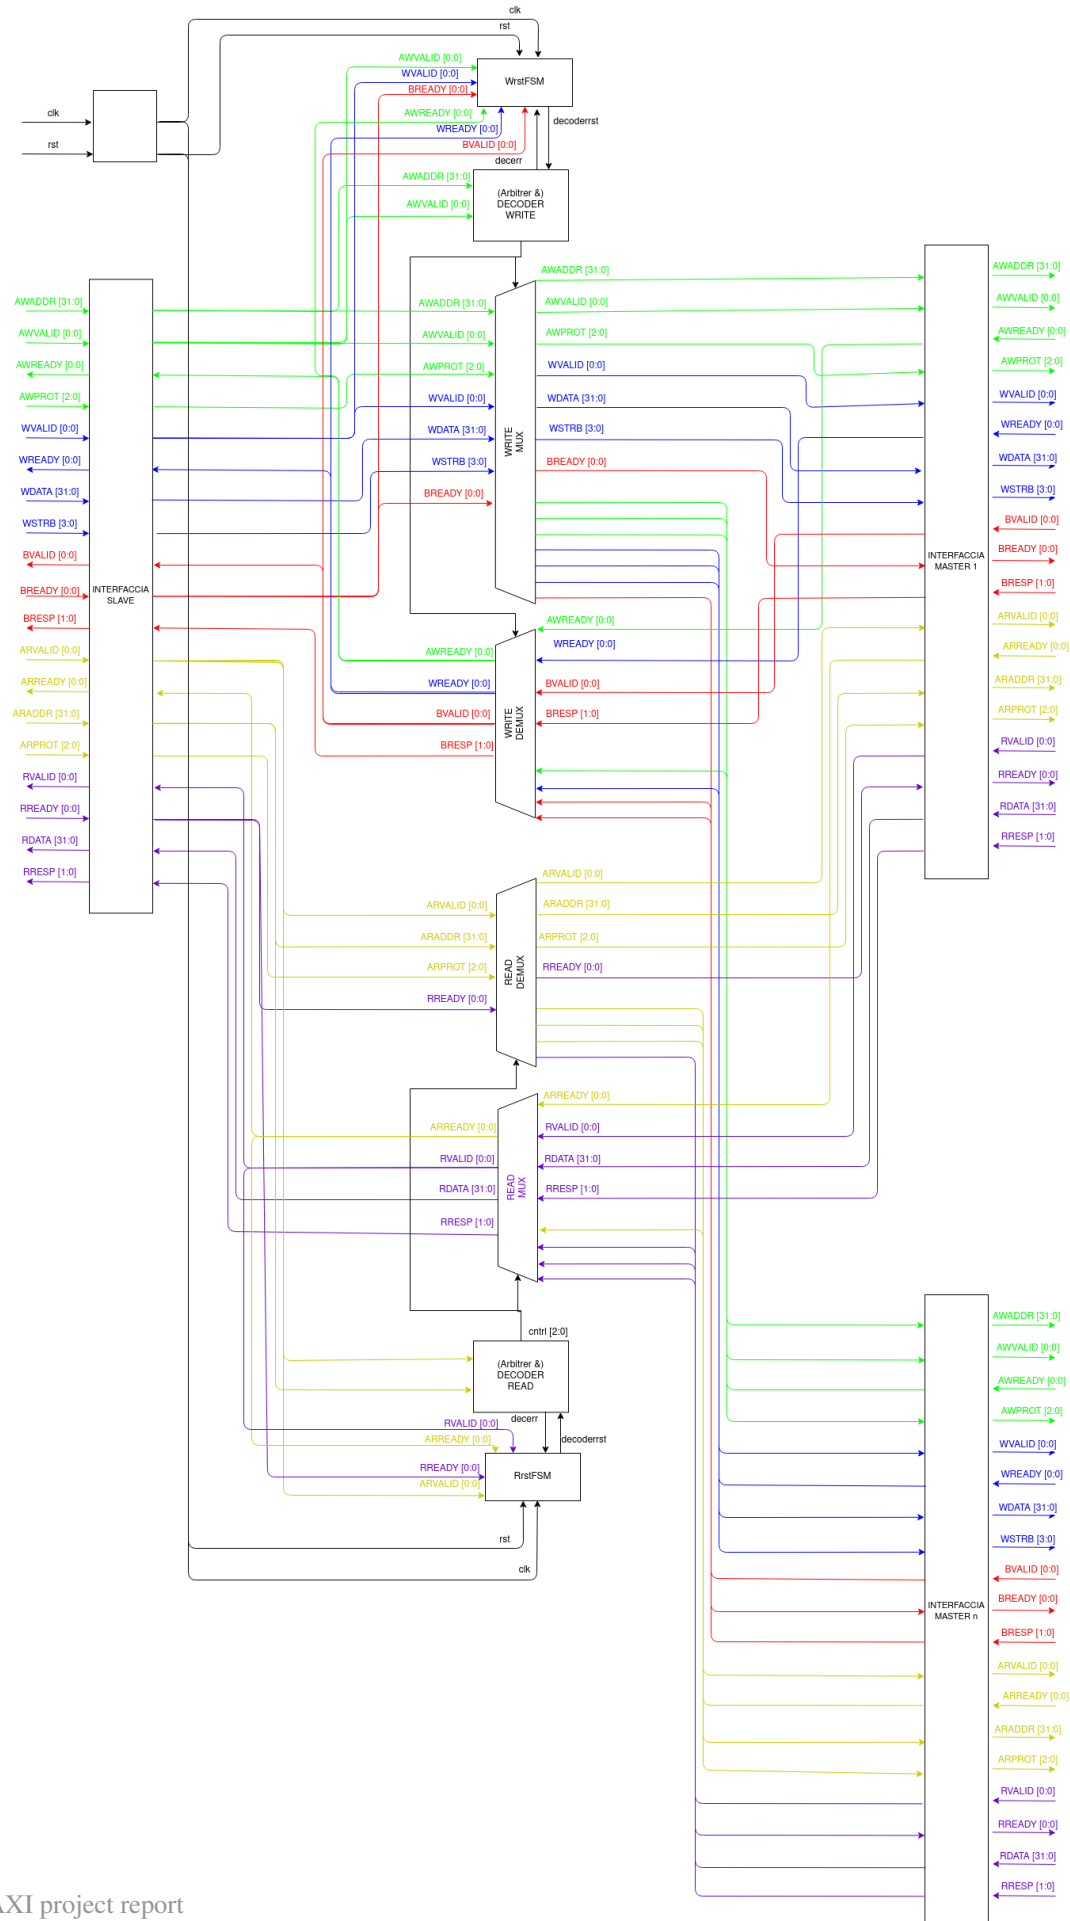 clk
rst
AWVALID [0:0]
WVALID [0:0]
BREADY [0:0]
WrstFSM
clk
AWREADY [0:0]
WREADY [0:0]
BVALID [0:0]
decoderrst
rst
decerr
AWADDR [31:0]
AWVALID [0:0]
(Arbitrer &)
DECODER
WRITE
AWADDR [31:0]
AWVALID [0:0]
AWREADY [0:0]
AWPROT [2:0]
WVALID [0:0]
WREADY [0:0]
WDATA [31:0]
WSTRB [3:0]
BVALID [0:0]
BREADY [0:0]
BRESP [1:0]
ARVALID [0:0]
ARREADY [0:0]
ARADDR [31:0]
ARPROT [2:0]
RVALID [0:0]
RREADY [0:0]
RDATA [31:0]
RRESP [1:0]
INTERFACCIA
SLAVE
AWADDR [31:0]
AWVALID [0:0]
AWPROT [2:0]
WVALID [0:0]
WDATA [31:0]
WSTRB [3:0]
BREADY [0:0]
WRITE
MUX
AWADDR [31:0]
AWVALID [0:0]
AWPROT [2:0]
WVALID [0:0]
WDATA [31:0]
WSTRB [3:0]
BREADY [0:0]
AWREADY [0:0]
WREADY [0:0]
BVALID [0:0]
BRESP [1:0]
WRITE
DEMUX
AWREADY [0:0]
WREADY [0:0]
BVALID [0:0]
BRESP [1:0]
INTERFACCIA
MASTER 1
AWADDR [31:0]
AWVALID [0:0]
AWREADY [0:0]
AWPROT [2:0]
WVALID [0:0]
WREADY [0:0]
WDATA [31:0]
WSTRB [3:0]
BVALID [0:0]
BREADY [0:0]
BRESP [1:0]
ARVALID [0:0]
ARREADY [0:0]
ARADDR [31:0]
ARPROT [2:0]
RVALID [0:0]
RREADY [0:0]
RDATA [31:0]
RRESP [1:0]
ARVALID [0:0]
ARADDR [31:0]
ARPROT [2:0]
RREADY [0:0]
READ
DEMUX
ARVALID [0:0]
ARADDR [31:0]
ARPROT [2:0]
RREADY [0:0]
ARREADY [0:0]
RVALID [0:0]
RDATA [31:0]
RRESP [1:0]
READ
MUX
ARREADY [0:0]
RVALID [0:0]
RDATA [31:0]
RRESP [1:0]
cntrl [2:0]
(Arbitrer &)
DECODER
READ
decerr
decoderrst
RVALID [0:0]
ARREADY [0:0]
RREADY [0:0]
ARVALID [0:0]
RrstFSM
rst
clk
INTERFACCIA
MASTER n
AWADDR [31:0]
AWVALID [0:0]
AWREADY [0:0]
AWPROT [2:0]
WVALID [0:0]
WREADY [0:0]
WDATA [31:0]
WSTRB [3:0]
BVALID [0:0]
BREADY [0:0]
BRESP [1:0]
ARVALID [0:0]
ARREADY [0:0]
ARADDR [31:0]
ARPROT [2:0]
RVALID [0:0]
RREADY [0:0]
RDATA [31:0]
RRESP [1:0]
AXI project report